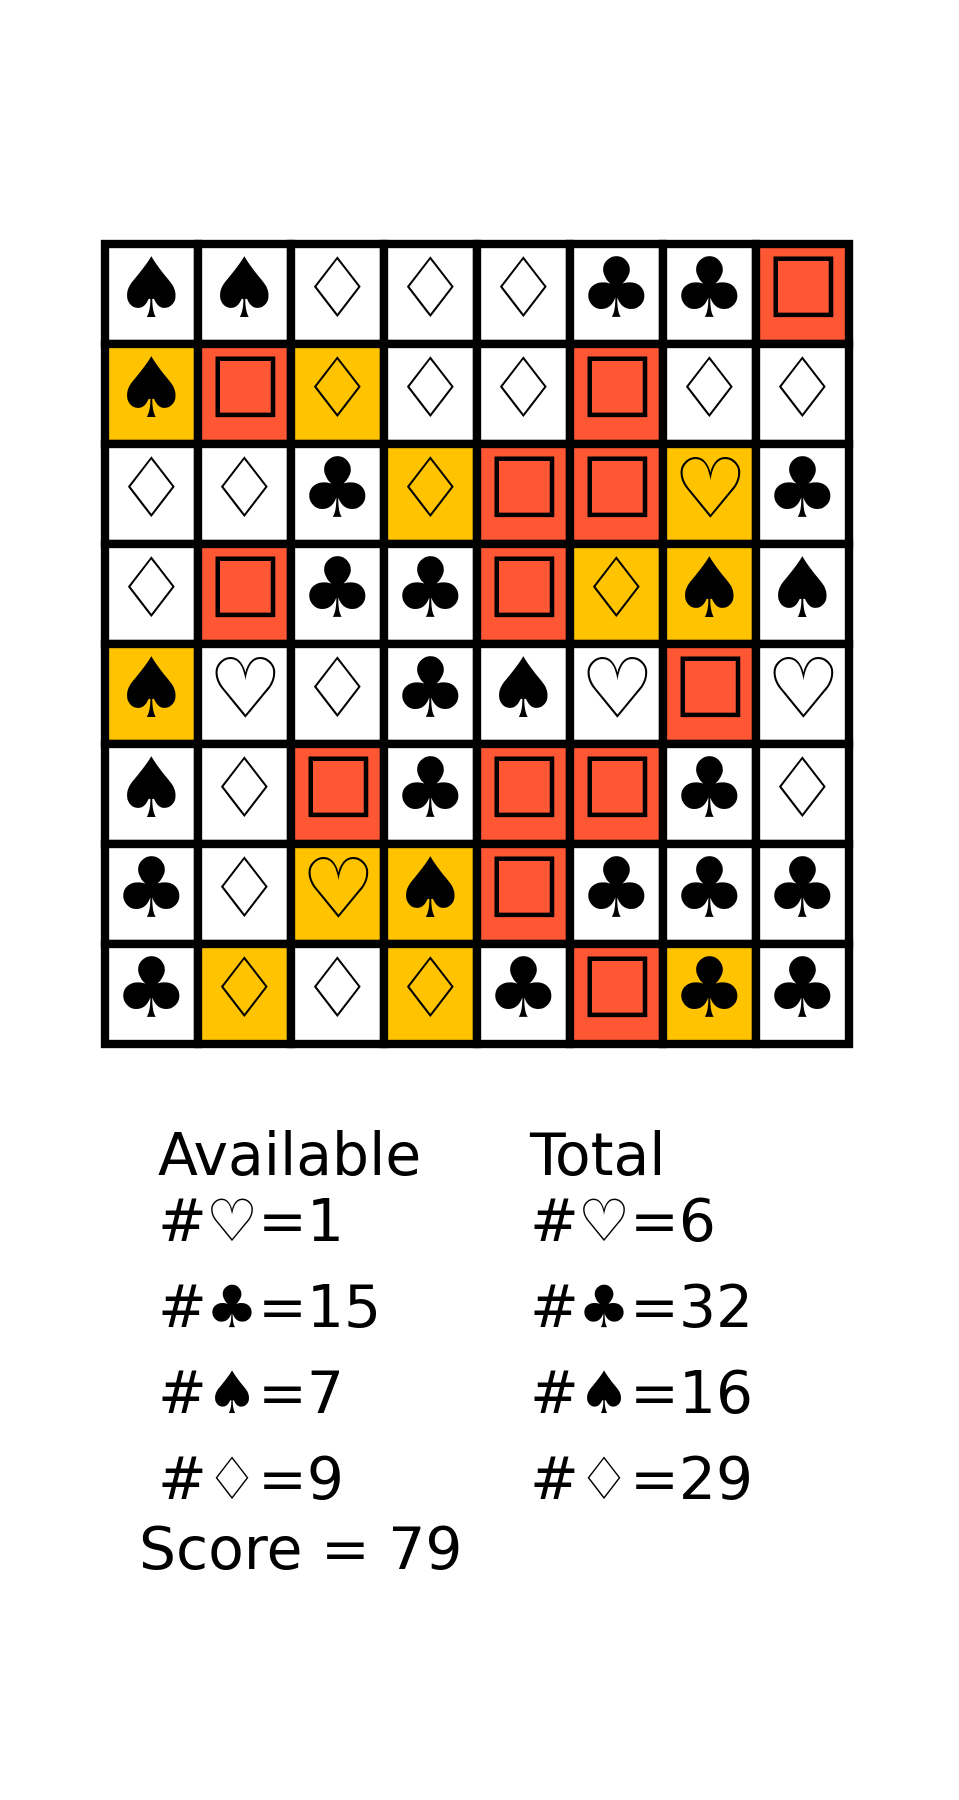 ♠ ♠ ♢ ♢ ♢ ♣ ♣ □
♠ □ ♢ ♢ ♢ □ ♢ ♢
♢ ♢ ♣ ♢ □ □ ♡ ♣
♢ □ ♣ ♣ □ ♢ ♠ ♠
♠ ♡ ♢ ♣ ♠ ♡ □ ♡
♠ ♢ □ ♣ □ □ ♣ ♢
♣ ♢ ♡ ♠ □ ♣ ♣ ♣
♣ ♢ ♢ ♢ ♣ □ ♣ ♣
Available Total
#♡=1 #♡=6
#♣=15 #♣=32
#♠=7 #♠=16
#♢=9 #♢=29
Score = 79